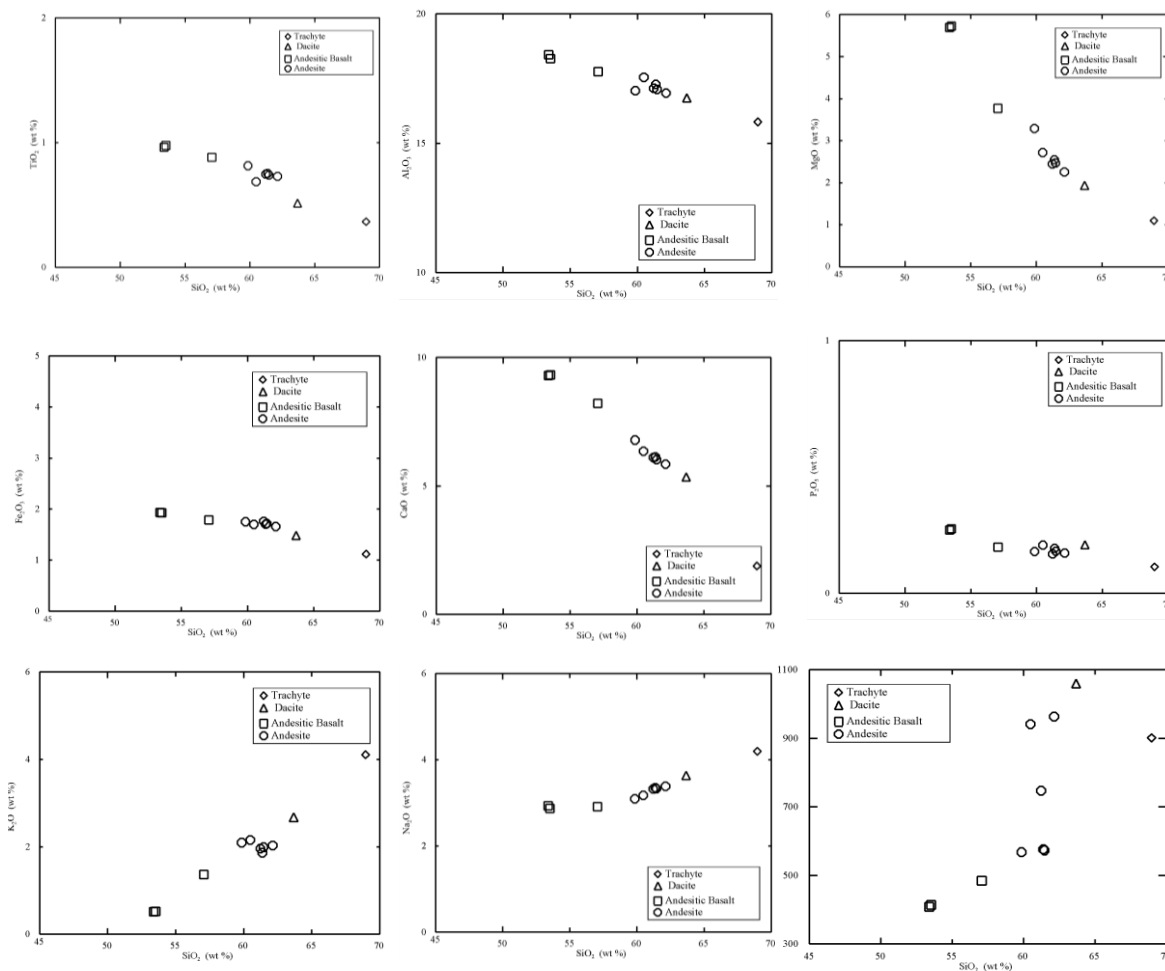 2
1
0
TiO2 (wt %)
Trachyte
Dacite
Andesitic Basalt
Andesite
45 50 55 60 65 70
SiO2 (wt %)
20
15
10
Al2O3 (wt %)
Trachyte
Dacite
Andesitic Basalt
Andesite
45 50 55 60 65 70
SiO2 (wt %)
6
5
4
3
2
1
0
MgO (wt %)
Trachyte
Dacite
Andesitic Basalt
Andesite
45 50 55 60 65 70
SiO2 (wt %)
5
4
3
2
1
0
Fe2O3 (wt %)
Trachyte
Dacite
Andesitic Basalt
Andesite
45 50 55 60 65 70
SiO2 (wt %)
10
5
0
CaO (wt %)
Trachyte
Dacite
Andesitic Basalt
Andesite
45 50 55 60 65 70
SiO2 (wt %)
1
0
P2O5 (wt %)
Trachyte
Dacite
Andesitic Basalt
Andesite
45 50 55 60 65 70
SiO2 (wt %)
6
4
2
0
K2O (wt %)
Trachyte
Dacite
Andesitic Basalt
Andesite
45 50 55 60 65 70
SiO2 (wt %)
6
4
2
0
Na2O (wt %)
Trachyte
Dacite
Andesitic Basalt
Andesite
45 50 55 60 65 70
SiO2 (wt %)
1100
900
700
500
300
Trachyte
Dacite
Andesitic Basalt
Andesite
45 50 55 60 65 70
SiO2 (wt %)